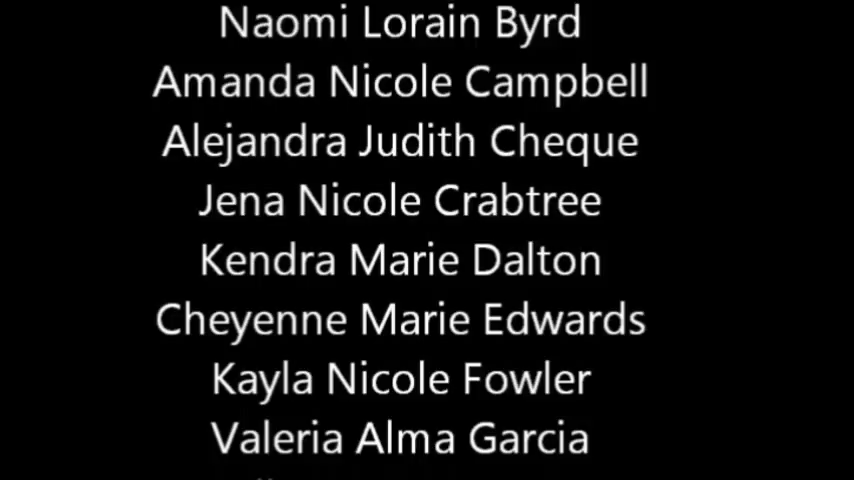 Naomi Lorain Byrd
Amanda Nicole Campbell
Alejandra Judith Cheque
Jena Nicole Crabtree
Kendra Marie Dalton
Cheyenne Marie Edwards
Kayla Nicole Fowler
Valeria Alma Garcia